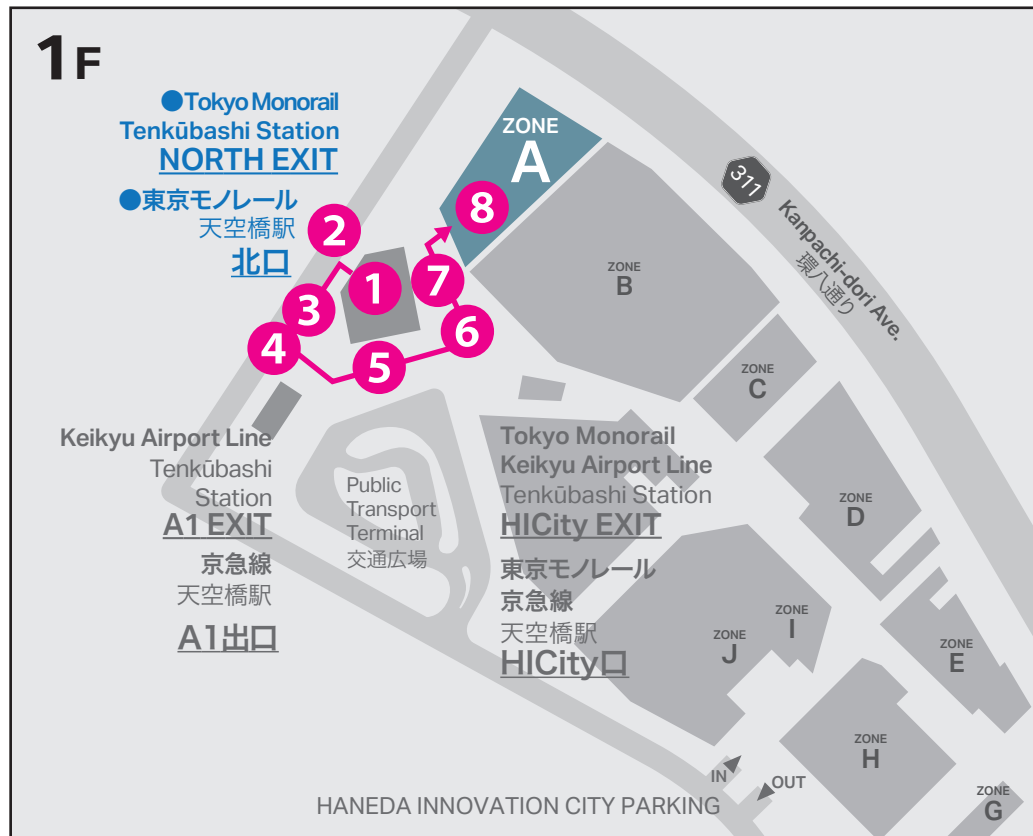 1F
●Tokyo Monorail
Tenkūbashi Station
NORTH EXIT
●東京モノレール
天空橋駅
北口
ZONE
A
1
2
3
4
5
6
7
8
311
Kanpachi-dori Ave.
環八通り
ZONE
B
ZONE
C
ZONE
D
ZONE
E
Keikyu Airport Line
Tenkūbashi
Station
A1 EXIT
京急線
天空橋駅
A1出口
Public
Transport
Terminal
交通広場
Tokyo Monorail
Keikyu Airport Line
Tenkūbashi Station
HICity EXIT
東京モノレール
京急線
天空橋駅
HICity口
ZONE
I
ZONE
J
ZONE
H
ZONE
G
IN
OUT
HANEDA INNOVATION CITY PARKING